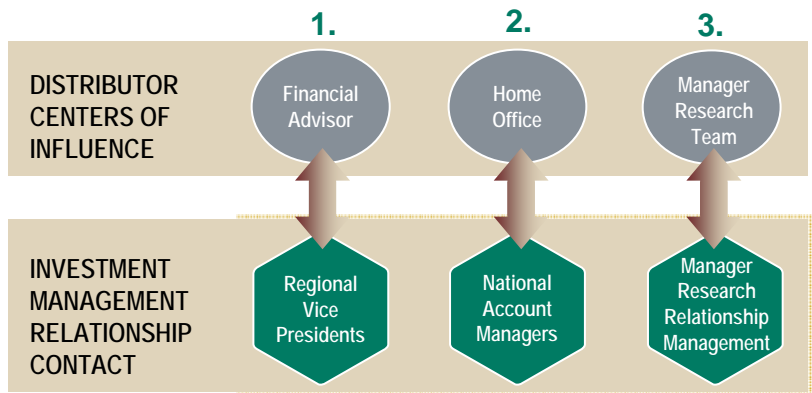 1.
2.
3.
DISTRIBUTOR
CENTERS OF
INFLUENCE
Financial
Advisor
Home
Office
Manager
Research
Team
INVESTMENT
MANAGEMENT
RELATIONSHIP
CONTACT
Regional
Vice
Presidents
National
Account
Managers
Manager
Research
Relationship
Management